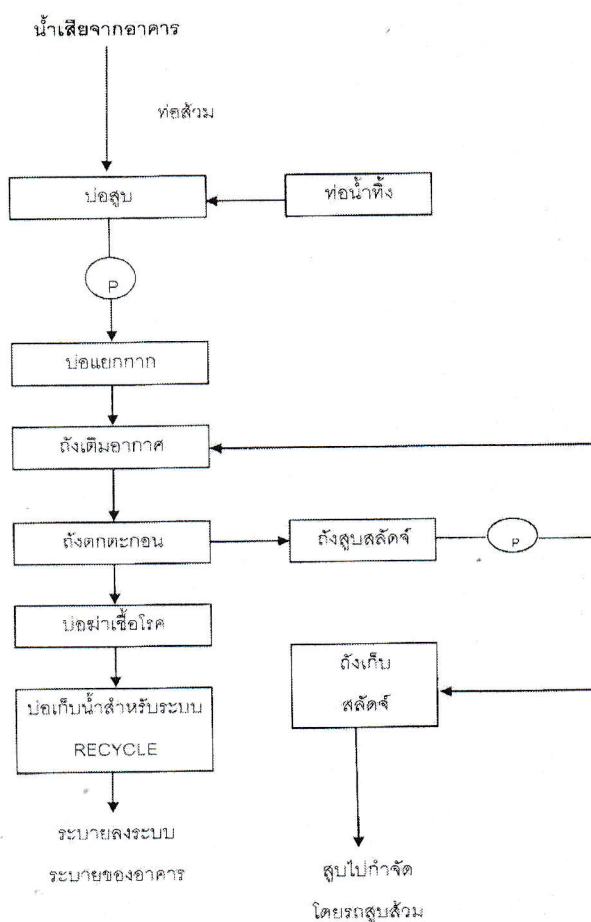 น้ำเสียจากอาคาร
ท่อส้วม
บ่อสูบ
ท่อน้ำทิ้ง
P
บ่อแยกกาก
ถังเติมอากาศ
ถังตกตะกอน
ถังสูบสลัดจ์
P
บ่อฆ่าเชื้อโรค
ถังเก็บ
สลัดจ์
บ่อเก็บน้ำสำหรับระบบ
RECYCLE
ระบายลงระบบ
ระบายของอาคาร
สูบไปกำจัด
โดยรถสูบส้วม